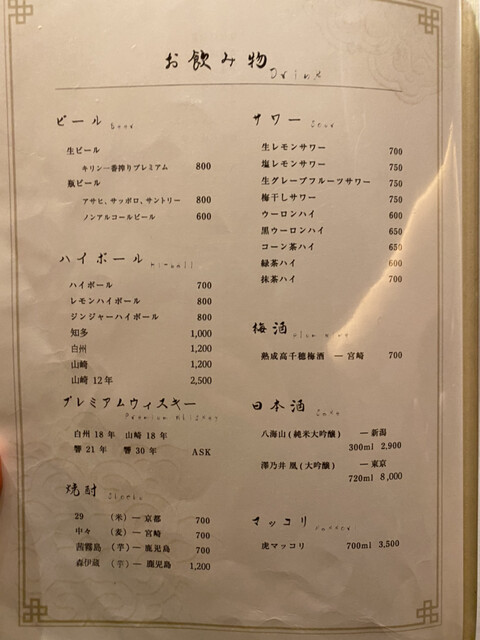 お飲み物
Drink
ビール Beer
生ビール
キリン一番搾りプレミアム 800
瓶ビール
アサヒ、サッポロ、サントリー 800
ノンアルコールビール 600
ハイボール Hi-ball
ハイボール 700
レモンハイボール 800
ジンジャーハイボール 800
知多 1,000
白州 1,200
山崎 1,200
山崎 12年 2,500
プレミアムウィスキー
Premium Whiskey
白州 18年 山崎 18年
響 21年 響 30年 ASK
焼酎
29 (米) ― 京都 700
中々 (麦) ― 宮崎 700
茜霧島 (芋) ― 鹿児島 700
森伊蔵 (芋) ― 鹿児島 1,200
サワー Sour
生レモンサワー 700
塩レモンサワー 750
生グレープフルーツサワー 750
梅干しサワー 750
ウーロンハイ 600
黒ウーロンハイ 650
コーン茶ハイ 650
緑茶ハイ 600
抹茶ハイ 700
梅酒 Plum wine
熟成高千穂梅酒 ― 宮崎 700
日本酒 Sake
八海山(純米大吟醸) ― 新潟
300ml 2,900
澤乃井 凰(大吟醸) ― 東京
720ml 8,000
マッコリ
虎マッコリ 700ml 3,500